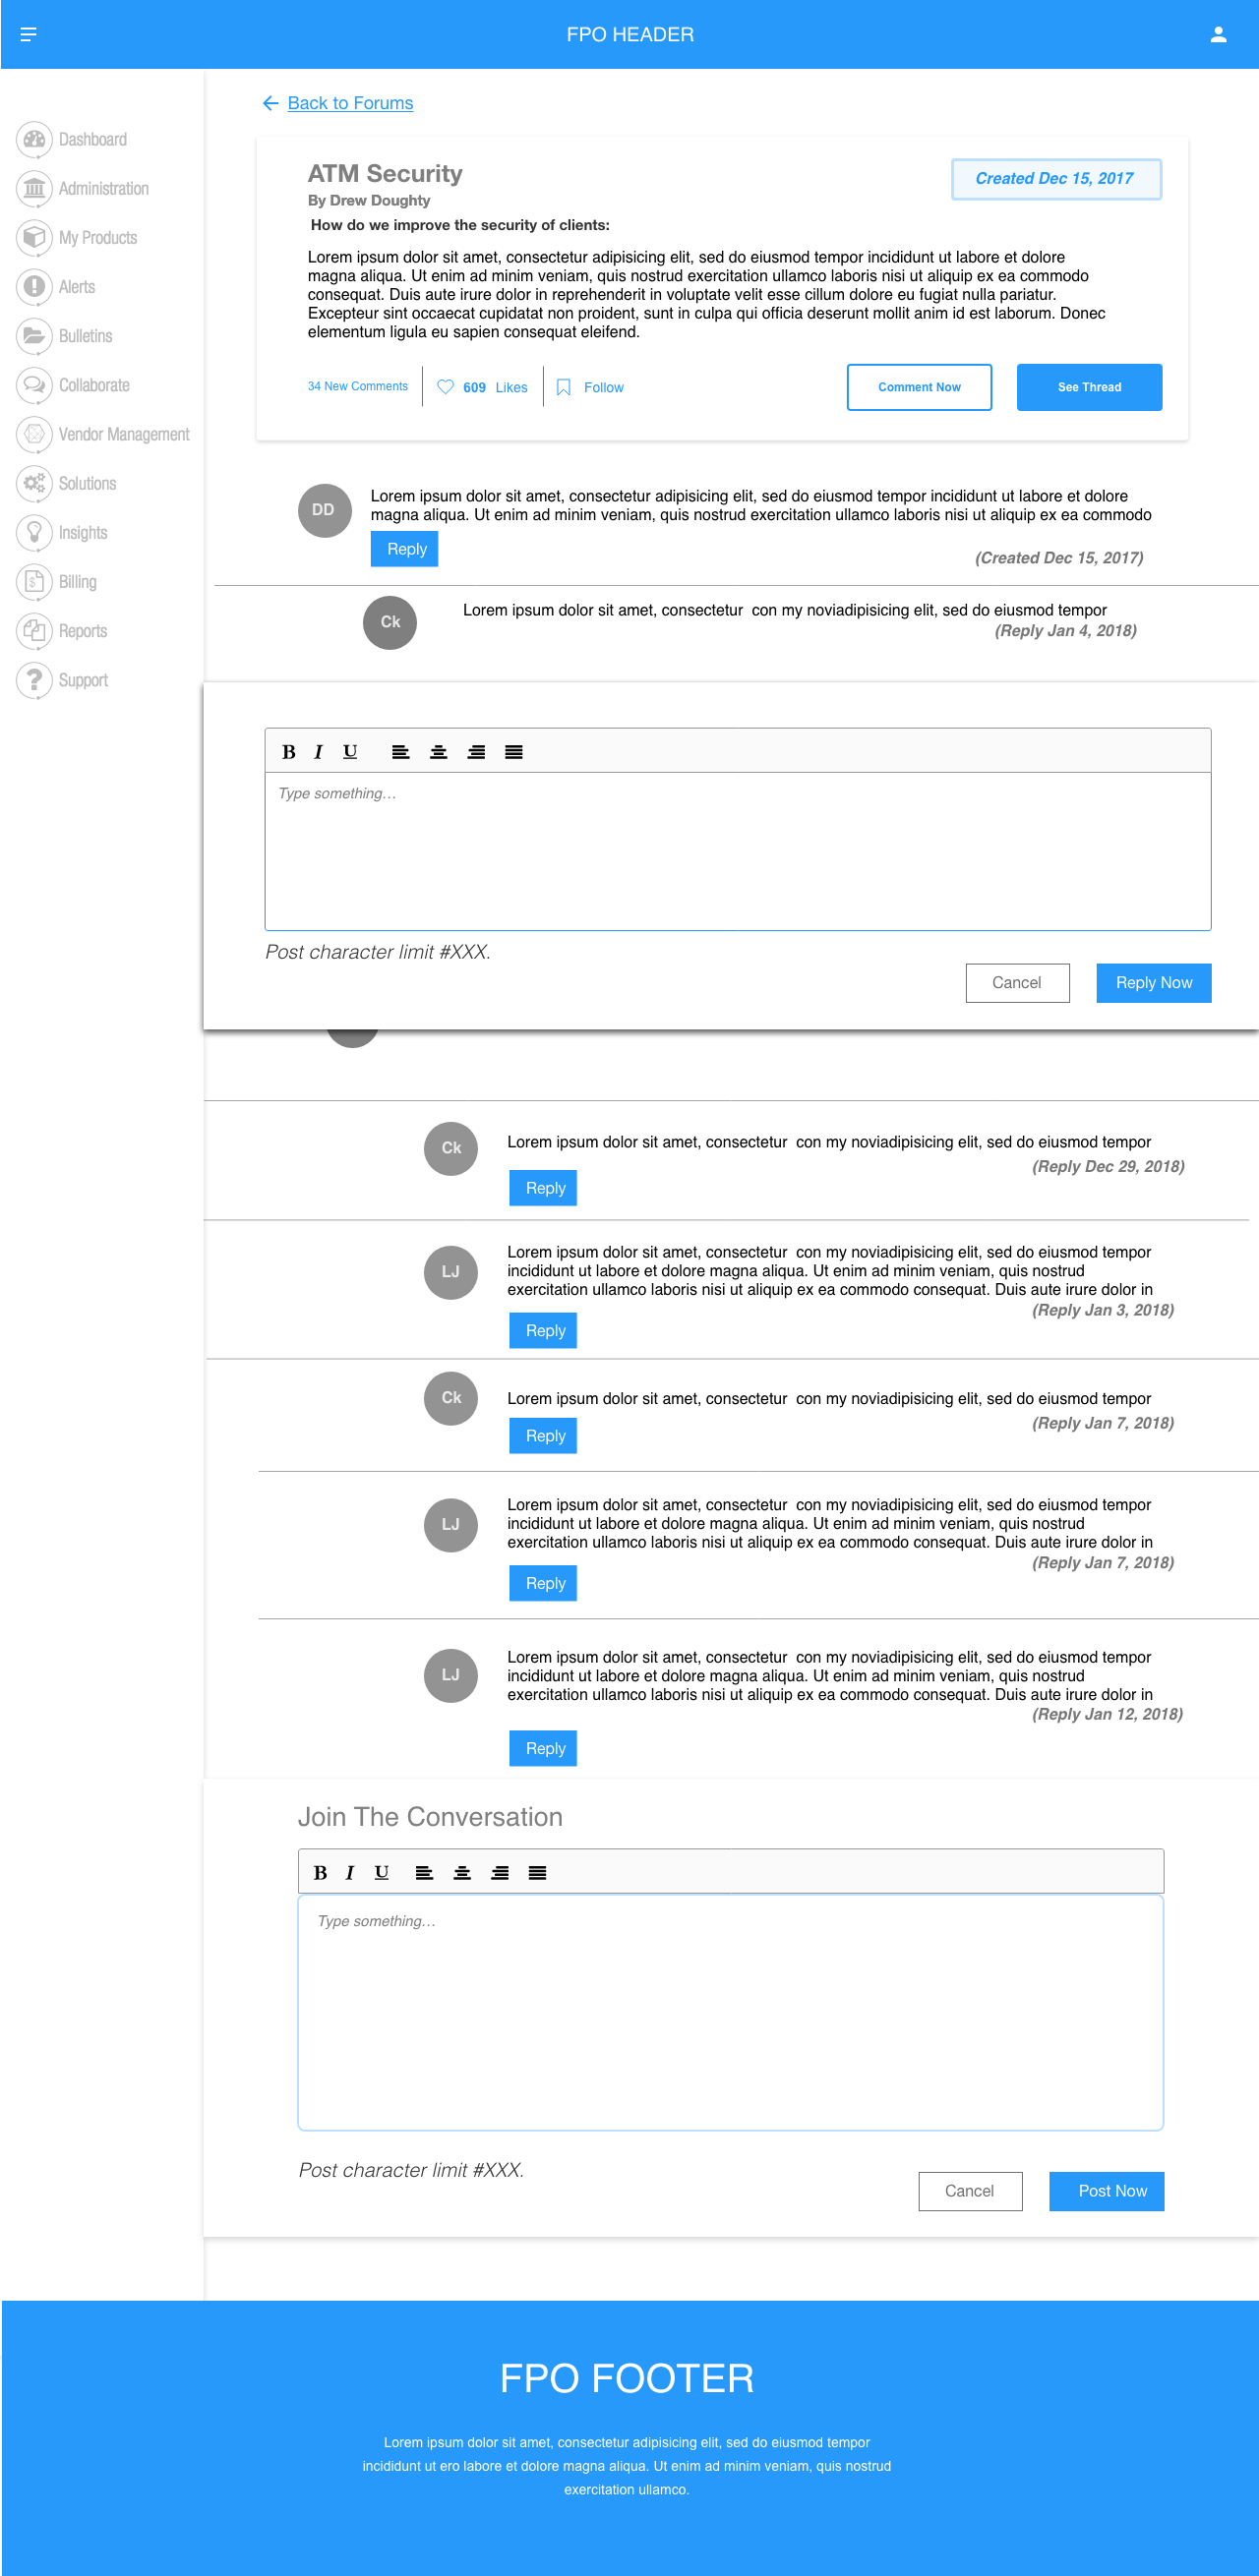 FPO HEADER
Dashboard
Administration
My Products
Alerts
Bulletins
Collaborate
Vendor Management
Solutions
Insights
Billing
Reports
Support
Back to Forums
ATM Security
Created Dec 15, 2017
By Drew Doughty
How do we improve the security of clients:
Lorem ipsum dolor sit amet, consectetur adipisicing elit, sed do eiusmod tempor incididunt ut labore et dolore
magna aliqua. Ut enim ad minim veniam, quis nostrud exercitation ullamco laboris nisi ut aliquip ex ea commodo
consequat. Duis aute irure dolor in reprehenderit in voluptate velit esse cillum dolore eu fugiat nulla pariatur.
Excepteur sint occaecat cupidatat non proident, sunt in culpa qui officia deserunt mollit anim id est laborum. Donec
elementum ligula eu sapien consequat eleifend.
34 New Comments
609 Likes
Follow
Comment Now
See Thread
DD
Lorem ipsum dolor sit amet, consectetur adipisicing elit, sed do eiusmod tempor incididunt ut labore et dolore
magna aliqua. Ut enim ad minim veniam, quis nostrud exercitation ullamco laboris nisi ut aliquip ex ea commodo
Reply
(Created Dec 15, 2017)
Ck
Lorem ipsum dolor sit amet, consectetur  con my noviadipisicing elit, sed do eiusmod tempor
(Reply Jan 4, 2018)
B I U
Type something...
Post character limit #XXX.
Cancel
Reply Now
Ck
Lorem ipsum dolor sit amet, consectetur  con my noviadipisicing elit, sed do eiusmod tempor
(Reply Dec 29, 2018)
Reply
LJ
Lorem ipsum dolor sit amet, consectetur  con my noviadipisicing elit, sed do eiusmod tempor
incididunt ut labore et dolore magna aliqua. Ut enim ad minim veniam, quis nostrud
exercitation ullamco laboris nisi ut aliquip ex ea commodo consequat. Duis aute irure dolor in
(Reply Jan 3, 2018)
Reply
Ck
Lorem ipsum dolor sit amet, consectetur  con my noviadipisicing elit, sed do eiusmod tempor
(Reply Jan 7, 2018)
Reply
LJ
Lorem ipsum dolor sit amet, consectetur  con my noviadipisicing elit, sed do eiusmod tempor
incididunt ut labore et dolore magna aliqua. Ut enim ad minim veniam, quis nostrud
exercitation ullamco laboris nisi ut aliquip ex ea commodo consequat. Duis aute irure dolor in
(Reply Jan 7, 2018)
Reply
LJ
Lorem ipsum dolor sit amet, consectetur  con my noviadipisicing elit, sed do eiusmod tempor
incididunt ut labore et dolore magna aliqua. Ut enim ad minim veniam, quis nostrud
exercitation ullamco laboris nisi ut aliquip ex ea commodo consequat. Duis aute irure dolor in
(Reply Jan 12, 2018)
Reply
Join The Conversation
B I U
Type something...
Post character limit #XXX.
Cancel
Post Now
FPO FOOTER
Lorem ipsum dolor sit amet, consectetur adipisicing elit, sed do eiusmod tempor
incididunt ut ero labore et dolore magna aliqua. Ut enim ad minim veniam, quis nostrud
exercitation ullamco.